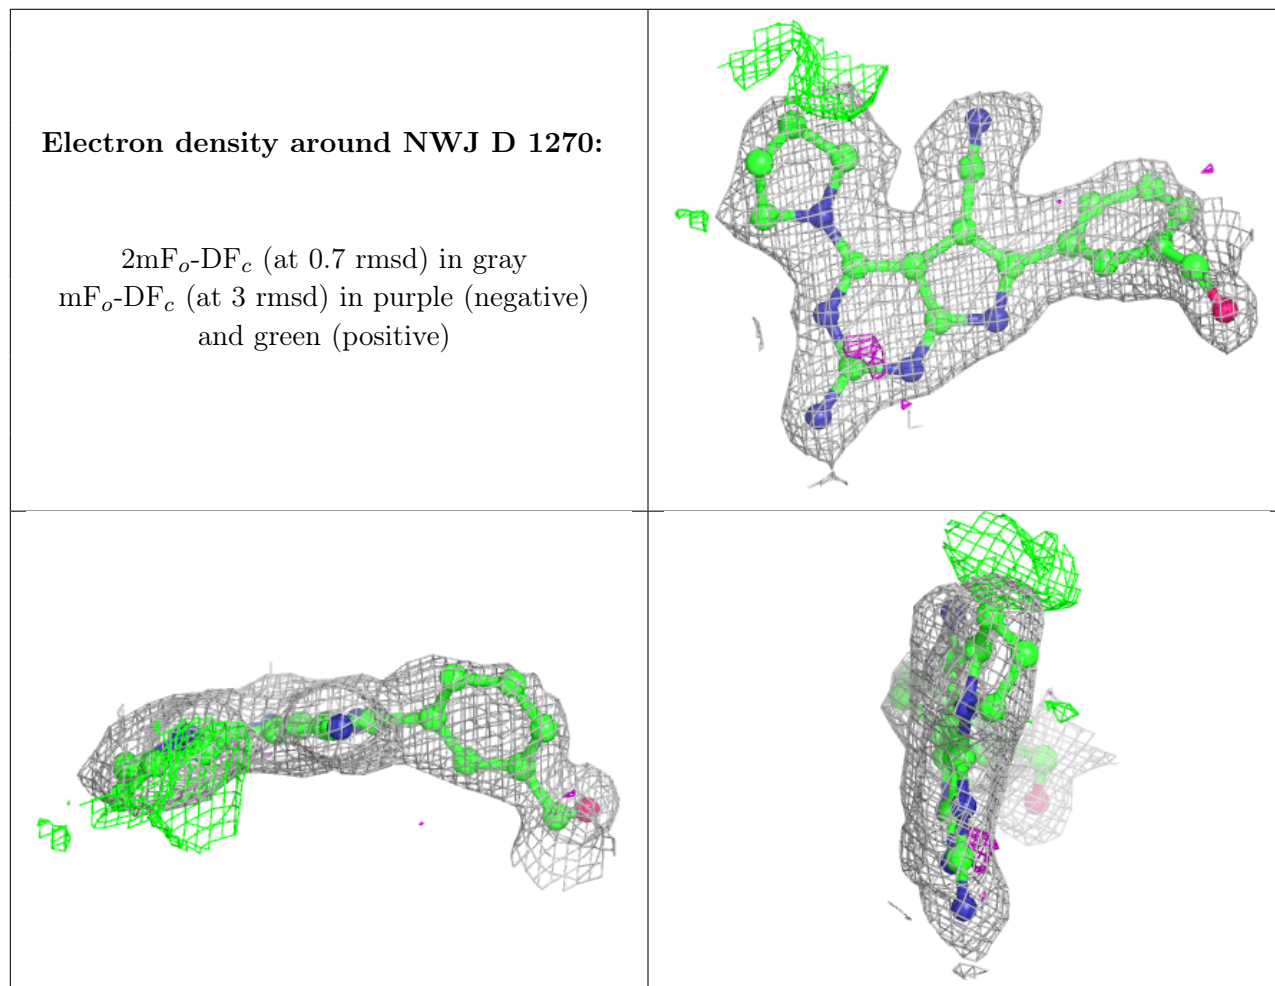 Electron density around NWJ D 1270:
2mFo-DFc (at 0.7 rmsd) in gray
mFo-DFc (at 3 rmsd) in purple (negative)
and green (positive)